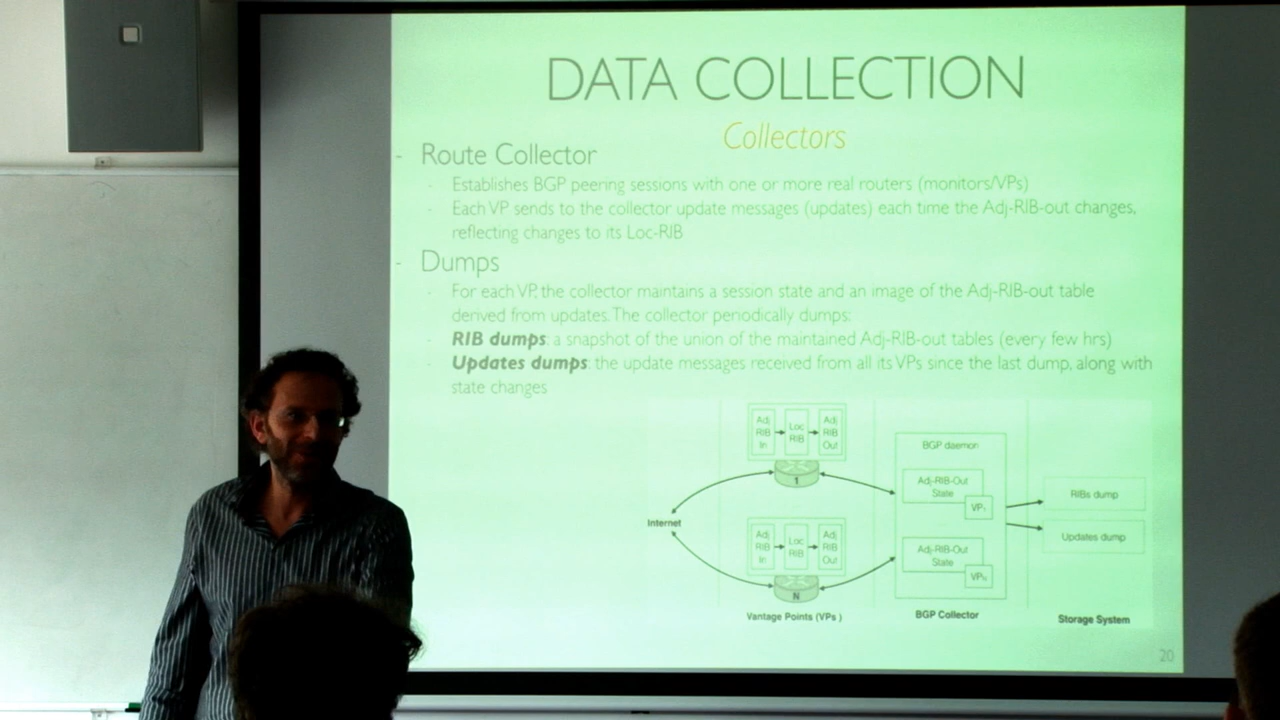 DATA COLLECTION
Collectors
- Route Collector
· Establishes BGP peering sessions with one or more real routers (monitors/VPs)
· Each VP sends to the collector update messages (updates) each time the Adj-RIB-out changes,
reflecting changes to its Loc-RIB
- Dumps
· For each VP, the collector maintains a session state and an image of the Adj-RIB-out table
derived from updates. The collector periodically dumps:
· RIB dumps: a snapshot of the union of the maintained Adj-RIB-out tables (every few hrs)
· Updates dumps: the update messages received from all its VPs since the last dump, along with
state changes
Adj RIB In
Loc RIB
Adj RIB Out
1
Internet
Adj RIB In
Loc RIB
Adj RIB Out
N
Vantage Points (VPs )
BGP daemon
Adj-RIB-Out
State
VP1
Adj-RIB-Out
State
VPN
BGP Collector
RIBs dump
Updates dump
Storage System
20